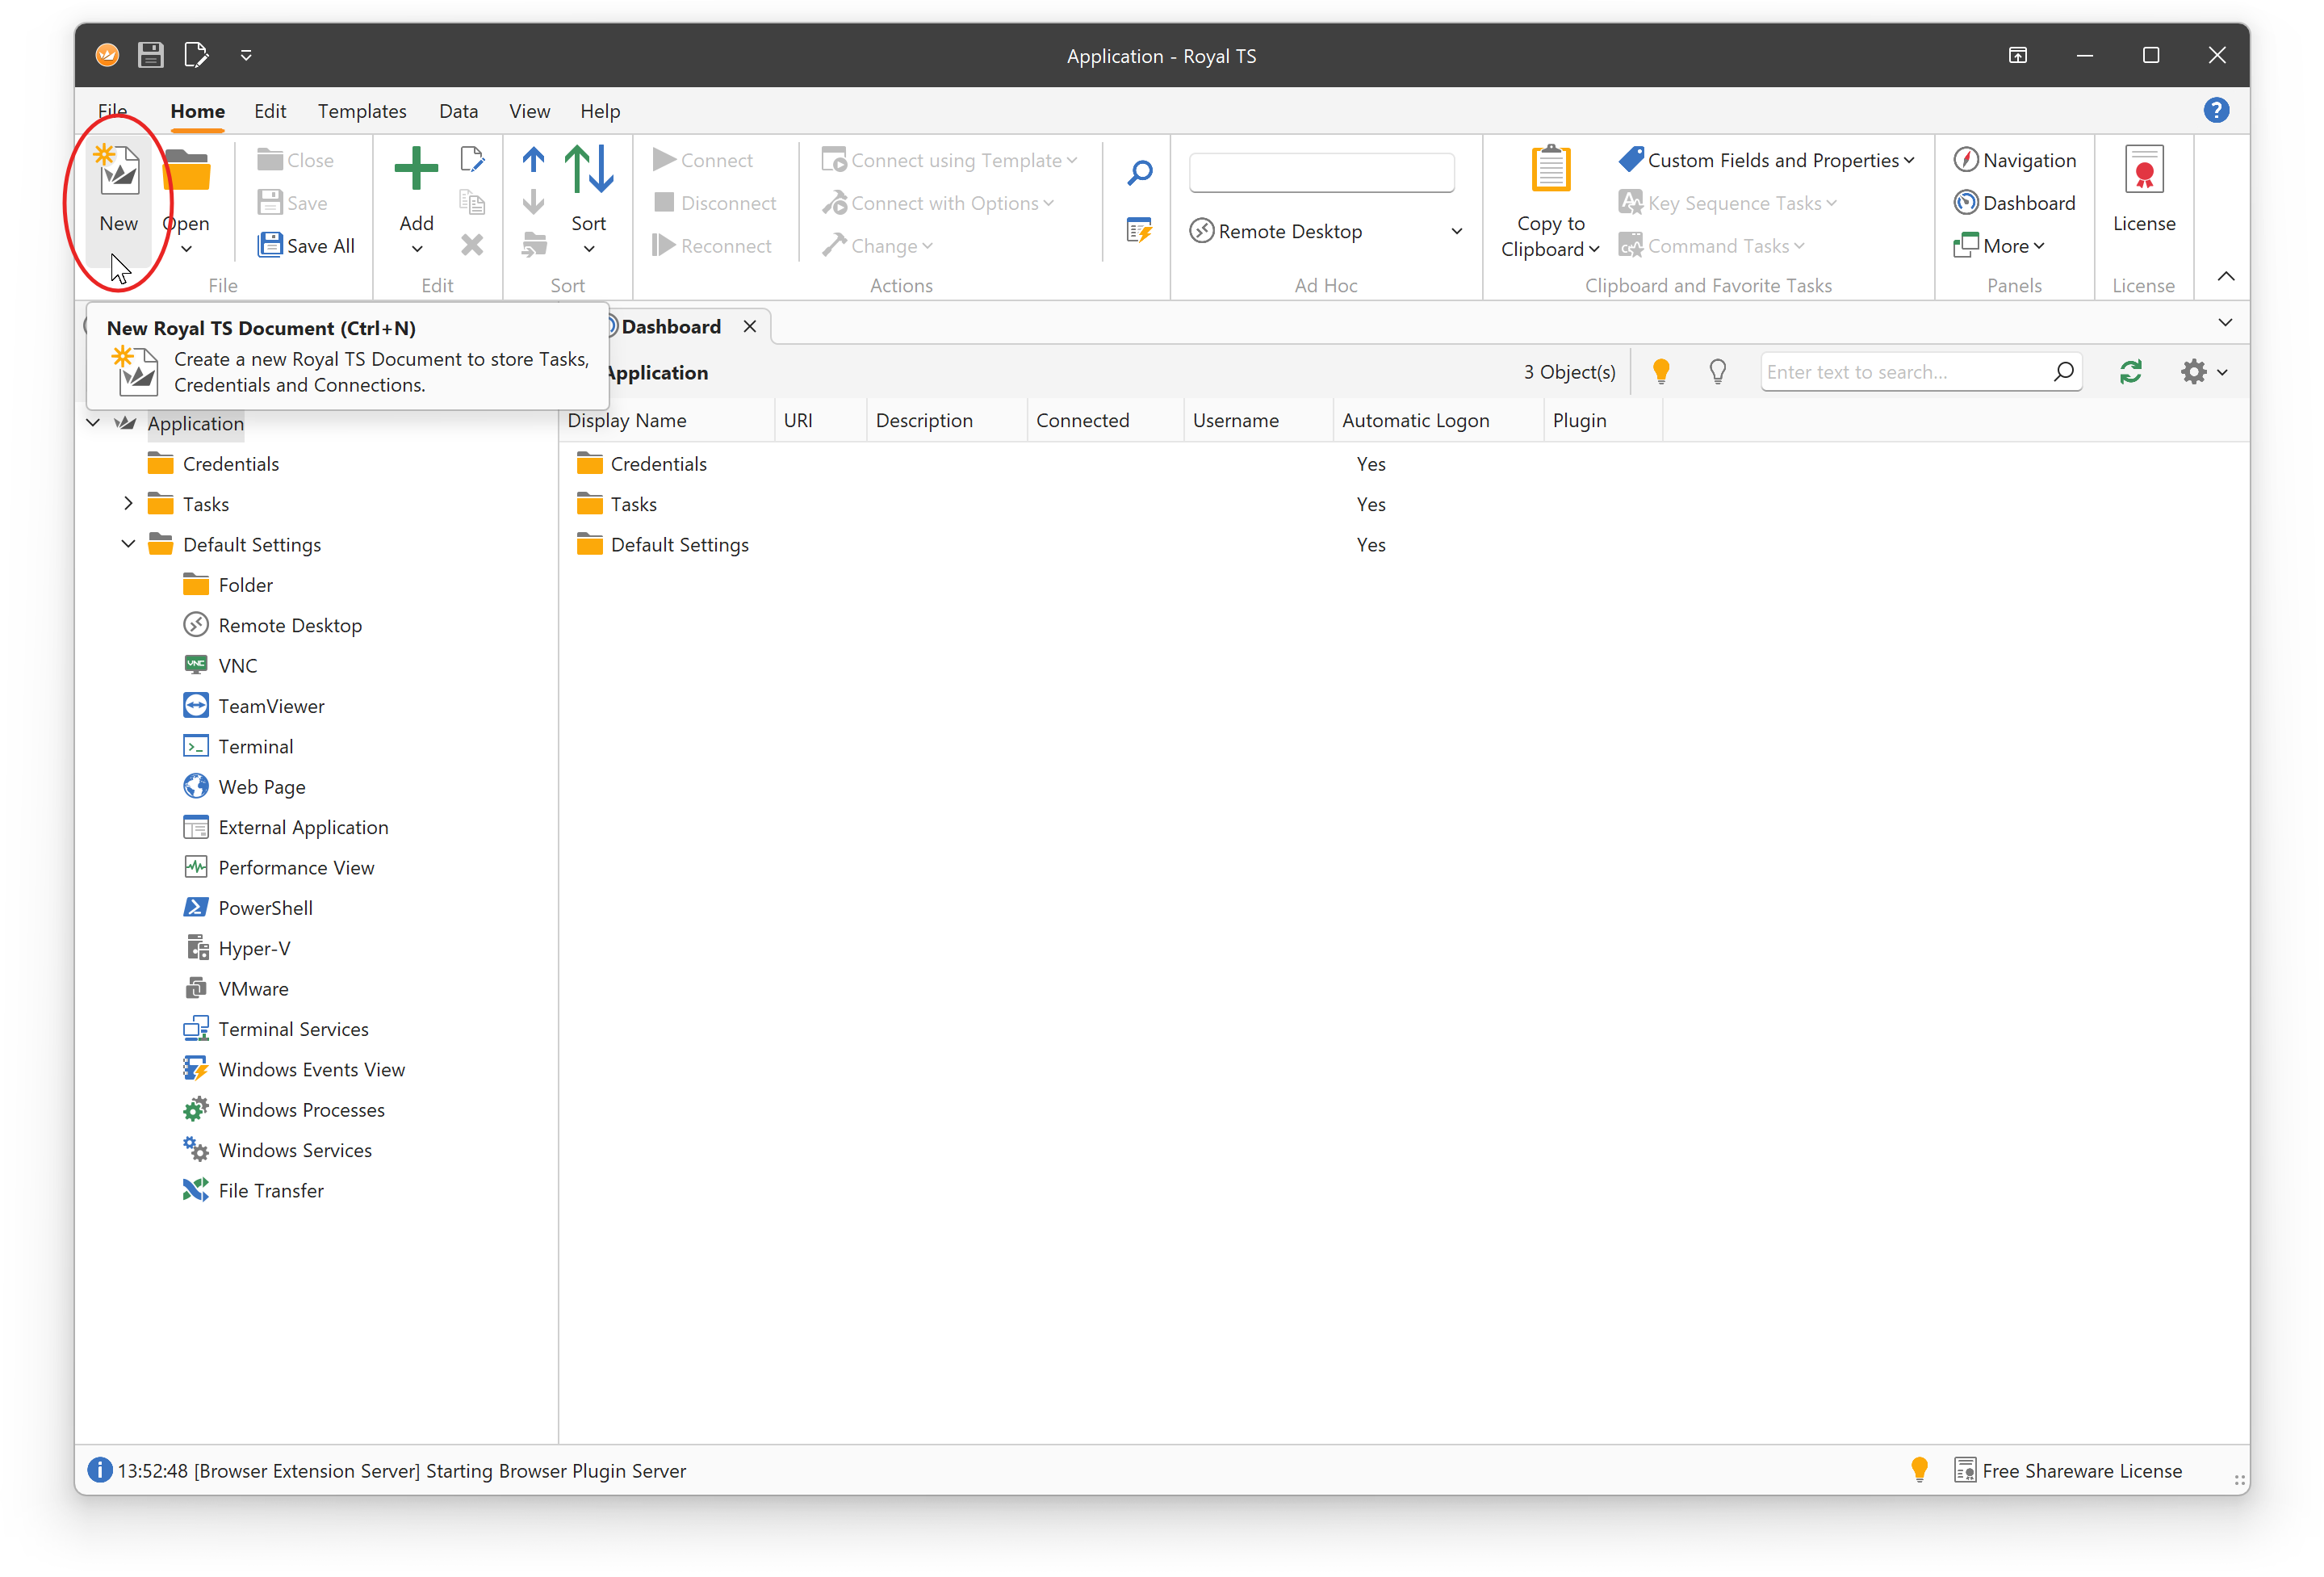 Application - Royal TS
File Home Edit Templates Data View Help
New
Open
Close
Save
Save All
File
Add
Edit
Sort
Sort
Connect
Disconnect
Reconnect
Connect using Template
Connect with Options
Change
Actions
Remote Desktop
Ad Hoc
Copy to
Clipboard
Custom Fields and Properties
Key Sequence Tasks
Command Tasks
Clipboard and Favorite Tasks
Navigation
Dashboard
More
Panels
License
License
New Royal TS Document (Ctrl+N)
Create a new Royal TS Document to store Tasks,
Credentials and Connections.
Dashboard
Application
3 Object(s)
Enter text to search...
Application
Credentials
Tasks
Default Settings
Folder
Remote Desktop
VNC
VNC
TeamViewer
Terminal
Web Page
External Application
Performance View
PowerShell
Hyper-V
VMware
Terminal Services
Windows Events View
Windows Processes
Windows Services
File Transfer
Display Name URI Description Connected Username Automatic Logon Plugin
Credentials Yes
Tasks Yes
Default Settings Yes
13:52:48 [Browser Extension Server] Starting Browser Plugin Server
Free Shareware License